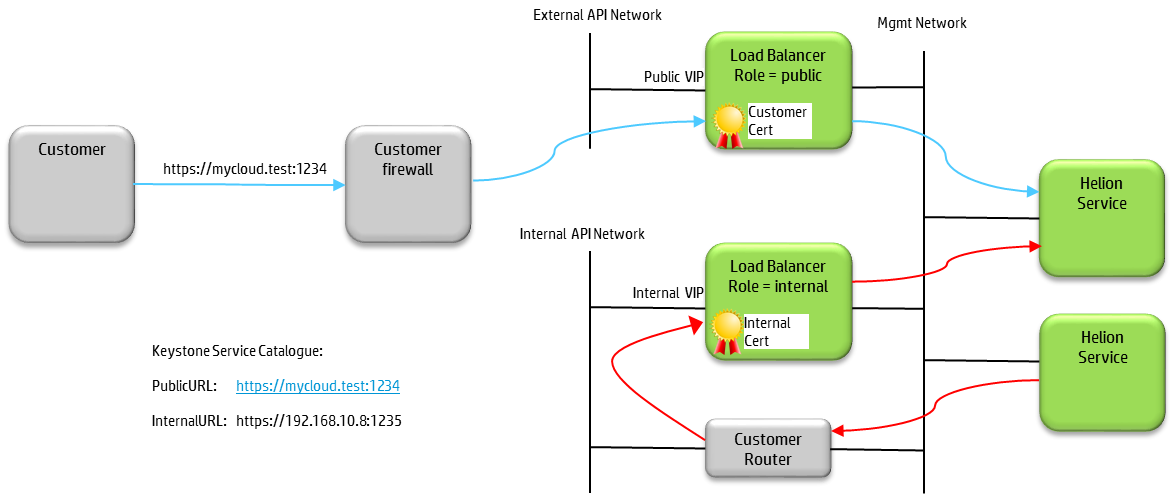 External API Network
Mgmt Network
Load Balancer
Role = public
Public VIP
Customer
Cert
Customer
https://mycloud.test:1234
Customer
firewall
Helion
Service
Internal API Network
Load Balancer
Role = internal
Internal VIP
Internal
Cert
Helion
Service
Keystone Service Catalogue:
PublicURL: https://mycloud.test:1234
InternalURL: https://192.168.10.8:1235
Customer
Router